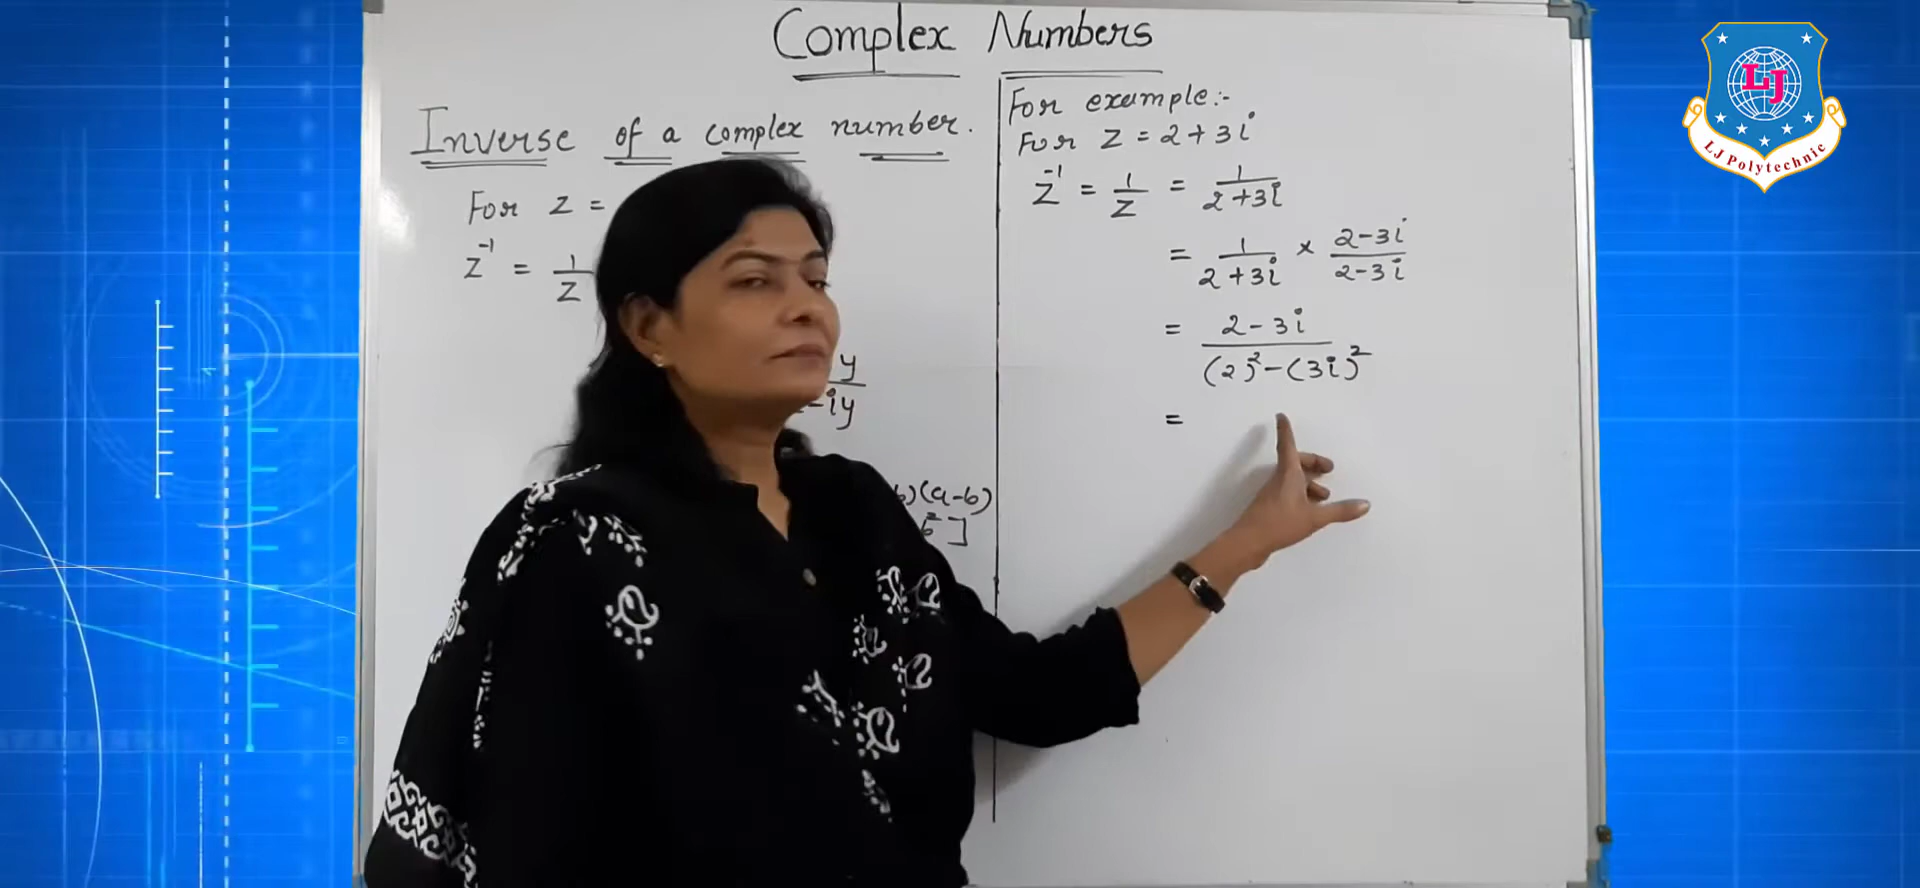 Complex Numbers
Inverse of a complex number.
For z =
z⁻¹ = 1/z
y
-iy
b)(a-b)
b²]
For example:-
For z = 2+3i
z⁻¹ = 1/z = 1/(2+3i)
= 1/(2+3i) × (2-3i)/(2-3i)
= (2-3i)/((2)²-(3i)²)
=
LJ
LJ Polytechnic